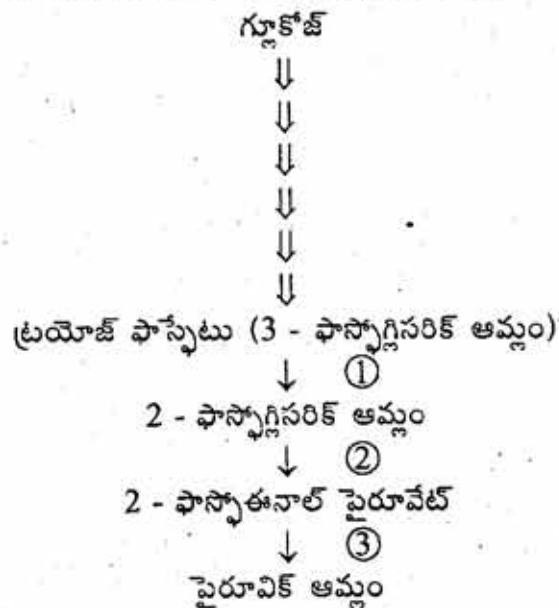 గ్లూకోజ్
⇓
⇓
⇓
⇓
⇓
⇓
ట్రయోజ్ ఫాస్ఫేటు (3 - ఫాస్ఫోగ్లిసరిక్ ఆమ్లం)
↓ ①
2 - ఫాస్ఫోగ్లిసరిక్ ఆమ్లం
↓ ②
2 - ఫాస్ఫోఈనాల్ పైరూవేట్
↓ ③
పైరూవిక్ ఆమ్లం